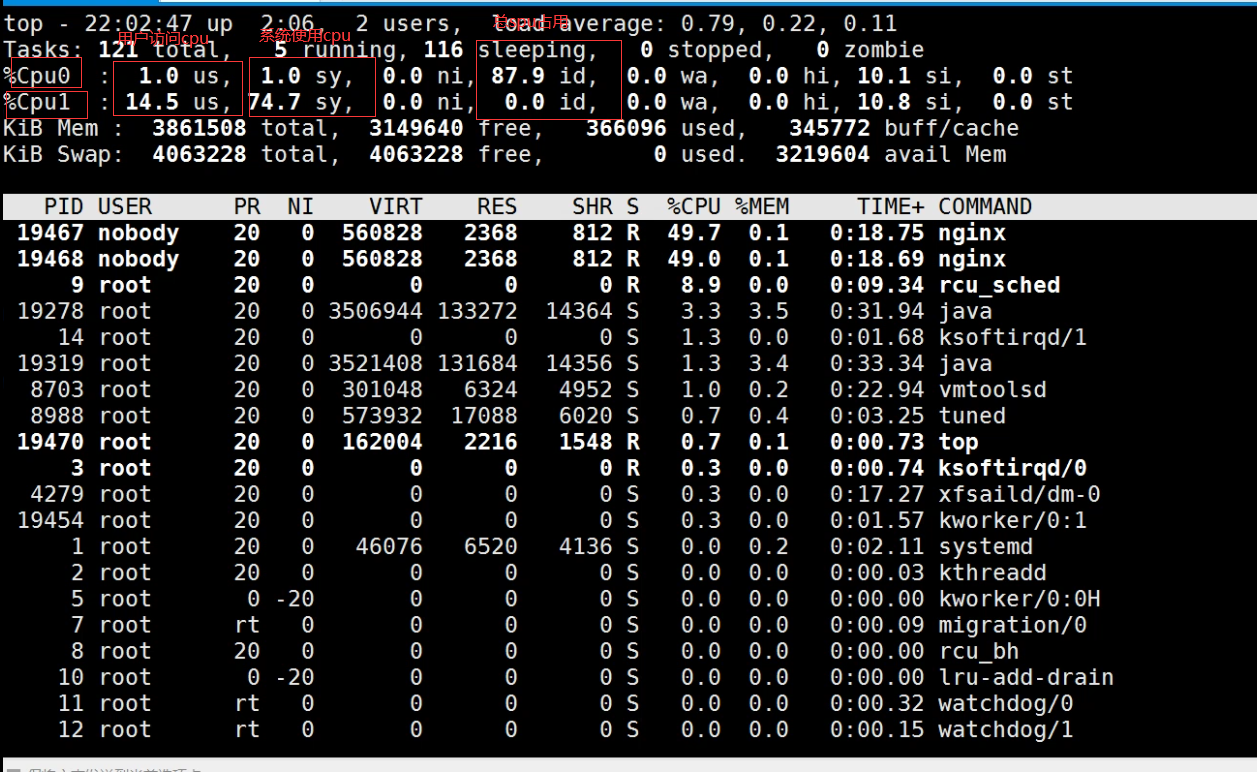 top - 22:02:47 up  2:06,  2 users,  load average: 0.79, 0.22, 0.11
用户访问cpu 系统使用cpu 总cpu占用
Tasks: 121 total,   5 running, 116 sleeping,   0 stopped,   0 zombie
%Cpu0  :  1.0 us,  1.0 sy,  0.0 ni, 87.9 id,  0.0 wa,  0.0 hi, 10.1 si,  0.0 st
%Cpu1  : 14.5 us, 74.7 sy,  0.0 ni,  0.0 id,  0.0 wa,  0.0 hi, 10.8 si,  0.0 st
KiB Mem :  3861508 total,  3149640 free,   366096 used,   345772 buff/cache
KiB Swap:  4063228 total,  4063228 free,        0 used.  3219604 avail Mem
PID USER      PR  NI    VIRT    RES    SHR S  %CPU %MEM     TIME+ COMMAND
19467 nobody    20   0  560828   2368    812 R  49.7  0.1   0:18.75 nginx
19468 nobody    20   0  560828   2368    812 R  49.0  0.1   0:18.69 nginx
9 root      20   0       0      0      0 R   8.9  0.0   0:09.34 rcu_sched
19278 root      20   0 3506944 133272  14364 S   3.3  3.5   0:31.94 java
14 root      20   0       0      0      0 S   1.3  0.0   0:01.68 ksoftirqd/1
19319 root      20   0 3521408 131684  14356 S   1.3  3.4   0:33.34 java
8703 root      20   0  301048   6324   4952 S   1.0  0.2   0:22.94 vmtoolsd
8988 root      20   0  573932  17088   6020 S   0.7  0.4   0:03.25 tuned
19470 root      20   0  162004   2216   1548 R   0.7  0.1   0:00.73 top
3 root      20   0       0      0      0 R   0.3  0.0   0:00.74 ksoftirqd/0
4279 root      20   0       0      0      0 S   0.3  0.0   0:17.27 xfsaild/dm-0
19454 root      20   0       0      0      0 S   0.3  0.0   0:01.57 kworker/0:1
1 root      20   0   46076   6520   4136 S   0.0  0.2   0:02.11 systemd
2 root      20   0       0      0      0 S   0.0  0.0   0:00.03 kthreadd
5 root       0 -20       0      0      0 S   0.0  0.0   0:00.00 kworker/0:0H
7 root      rt   0       0      0      0 S   0.0  0.0   0:00.09 migration/0
8 root      20   0       0      0      0 S   0.0  0.0   0:00.00 rcu_bh
10 root       0 -20       0      0      0 S   0.0  0.0   0:00.00 lru-add-drain
11 root      rt   0       0      0      0 S   0.0  0.0   0:00.32 watchdog/0
12 root      rt   0       0      0      0 S   0.0  0.0   0:00.15 watchdog/1